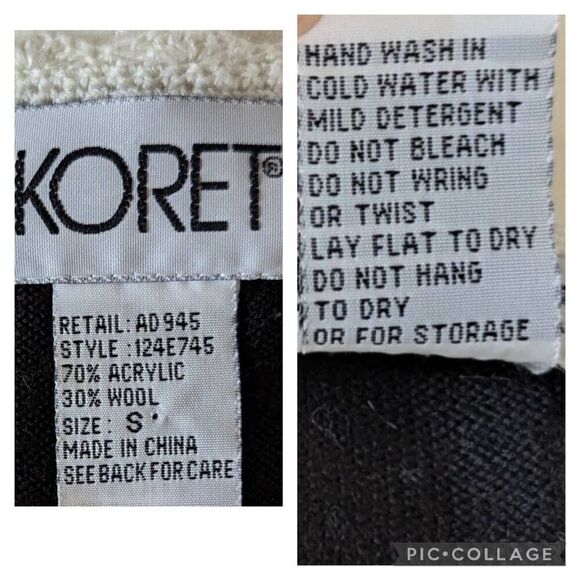 KORET®
RETAIL: AD945
STYLE: 124E745
70% ACRYLIC
30% WOOL
SIZE: S
MADE IN CHINA
SEE BACK FOR CARE
HAND WASH IN
COLD WATER WITH
MILD DETERGENT
DO NOT BLEACH
DO NOT WRING
OR TWIST
LAY FLAT TO DRY
DO NOT HANG
TO DRY
OR FOR STORAGE
PIC•COLLAGE